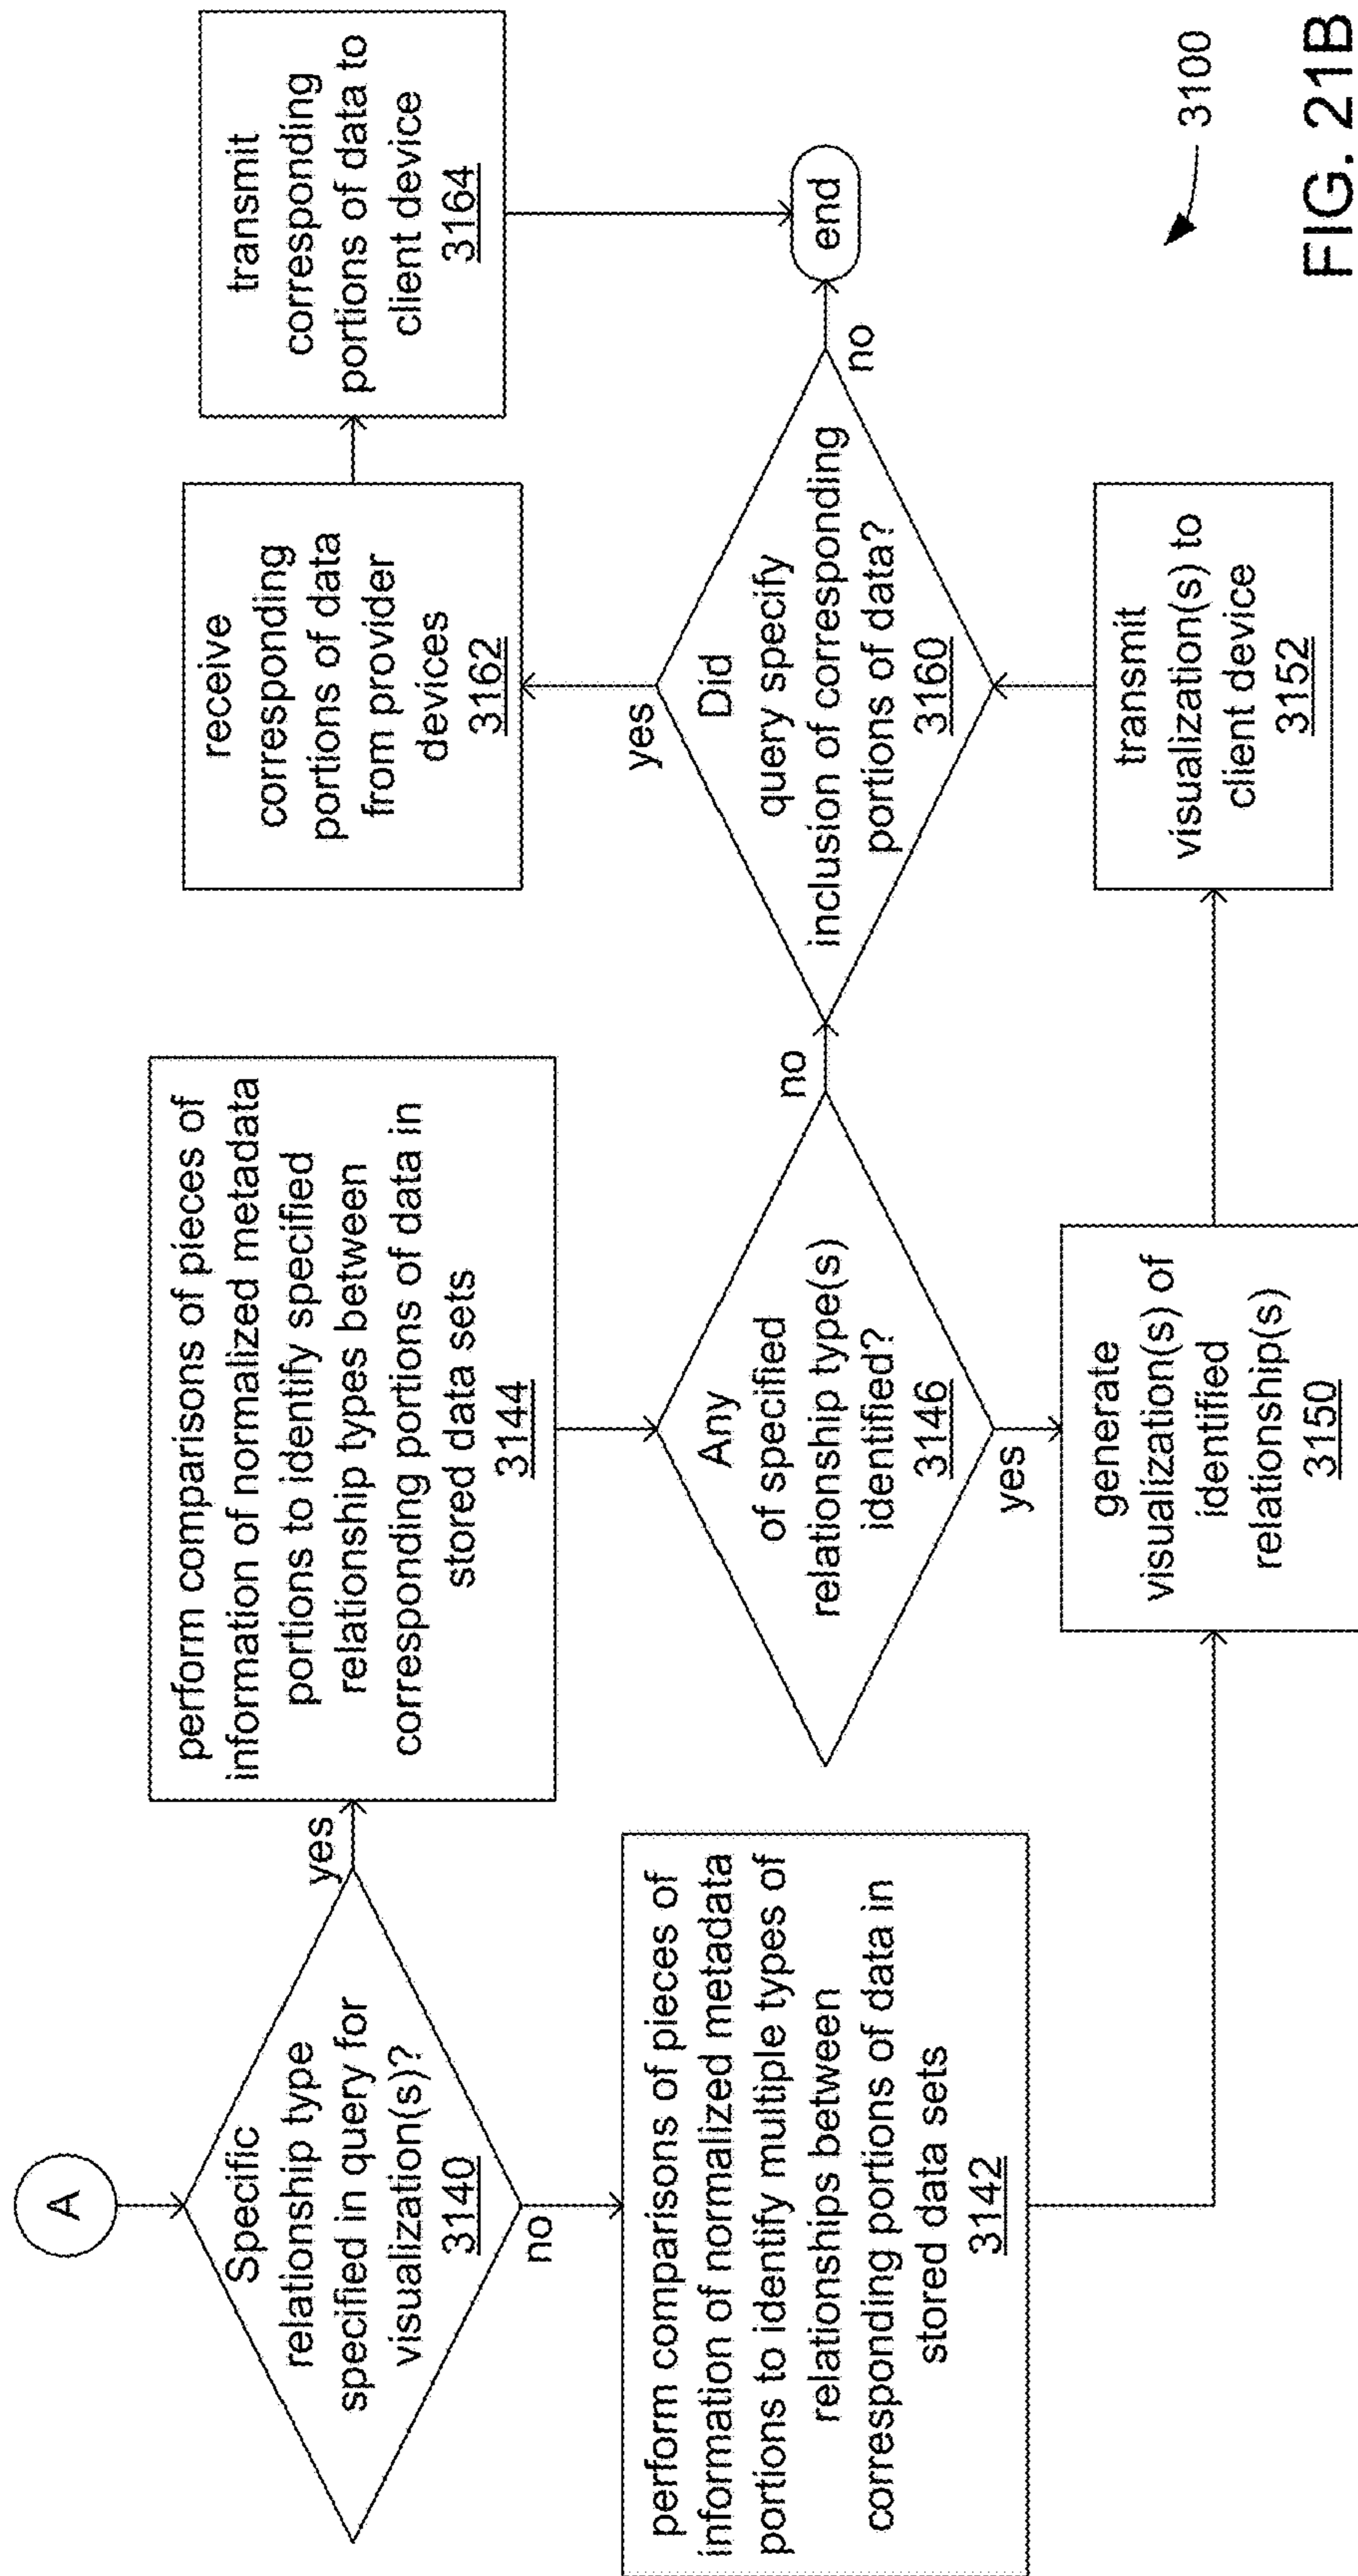 A
Specific
relationship type
specified in query for
visualization(s)?
3140
yes
no
perform comparisons of pieces of
information of normalized metadata
portions to identify multiple types of
relationships between
corresponding portions of data in
stored data sets
3142
perform comparisons of pieces of
information of normalized metadata
portions to identify specified
relationship types between
corresponding portions of data in
stored data sets
3144
Any
of specified
relationship type(s)
identified?
3146
no
yes
generate
visualization(s) of
identified
relationship(s)
3150
transmit
visualization(s) to
client device
3152
Did
query specify
inclusion of corresponding
portions of data?
3160
yes
no
receive
corresponding
portions of data
from provider
devices
3162
transmit
corresponding
portions of data to
client device
3164
end
3100
FIG. 21B